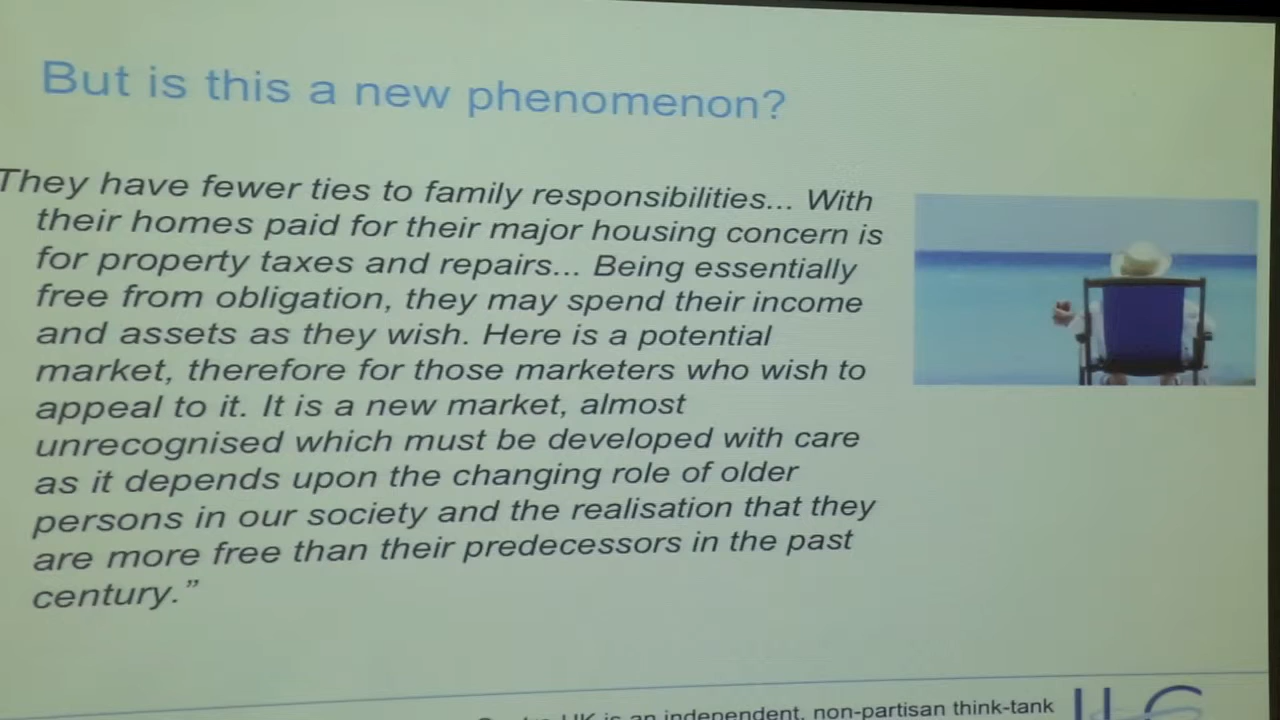 But is this a new phenomenon?
They have fewer ties to family responsibilities... With
their homes paid for their major housing concern is
for property taxes and repairs... Being essentially
free from obligation, they may spend their income
and assets as they wish. Here is a potential
market, therefore for those marketers who wish to
appeal to it. It is a new market, almost
unrecognised which must be developed with care
as it depends upon the changing role of older
persons in our society and the realisation that they
are more free than their predecessors in the past
century.”
UK is an independent, non-partisan think-tank